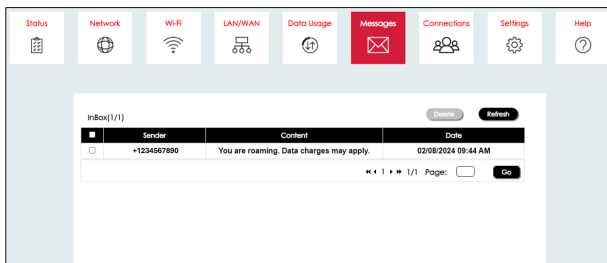 Status Network Wi-Fi LAN/WAN Data Usage Messages Connections Settings Help
InBox(1/1) Delete Refresh
Sender Content Date
+1234567890 You are roaming. Data charges may apply. 02/08/2024 09:44 AM
1 1/1 Page: Go